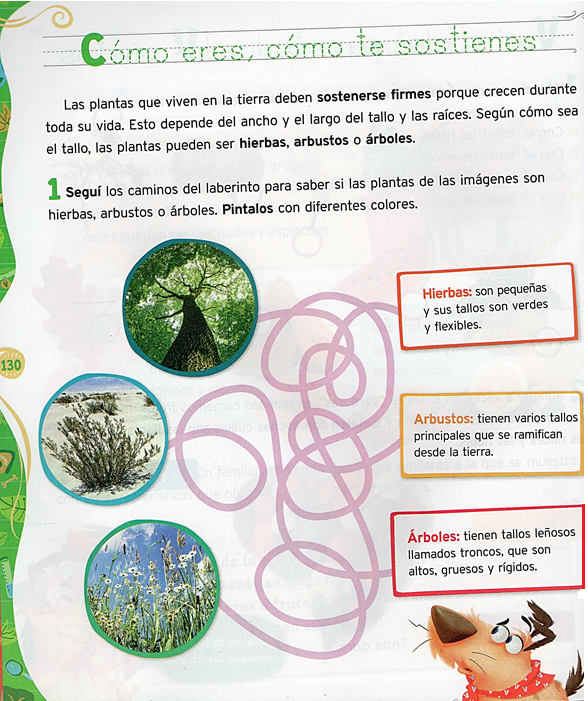 Cómo eres, cómo te sostienes
Las plantas que viven en la tierra deben sostenerse firmes porque crecen durante
toda su vida. Esto depende del ancho y el largo del tallo y las raíces. Según cómo sea
el tallo, las plantas pueden ser hierbas, arbustos o árboles.
1 Seguí los caminos del laberinto para saber si las plantas de las imágenes son
hierbas, arbustos o árboles. Pintalos con diferentes colores.
Hierbas: son pequeñas
y sus tallos son verdes
y flexibles.
130
Arbustos: tienen varios tallos
principales que se ramifican
desde la tierra.
Árboles: tienen tallos leñosos
llamados troncos, que son
altos, gruesos y rígidos.